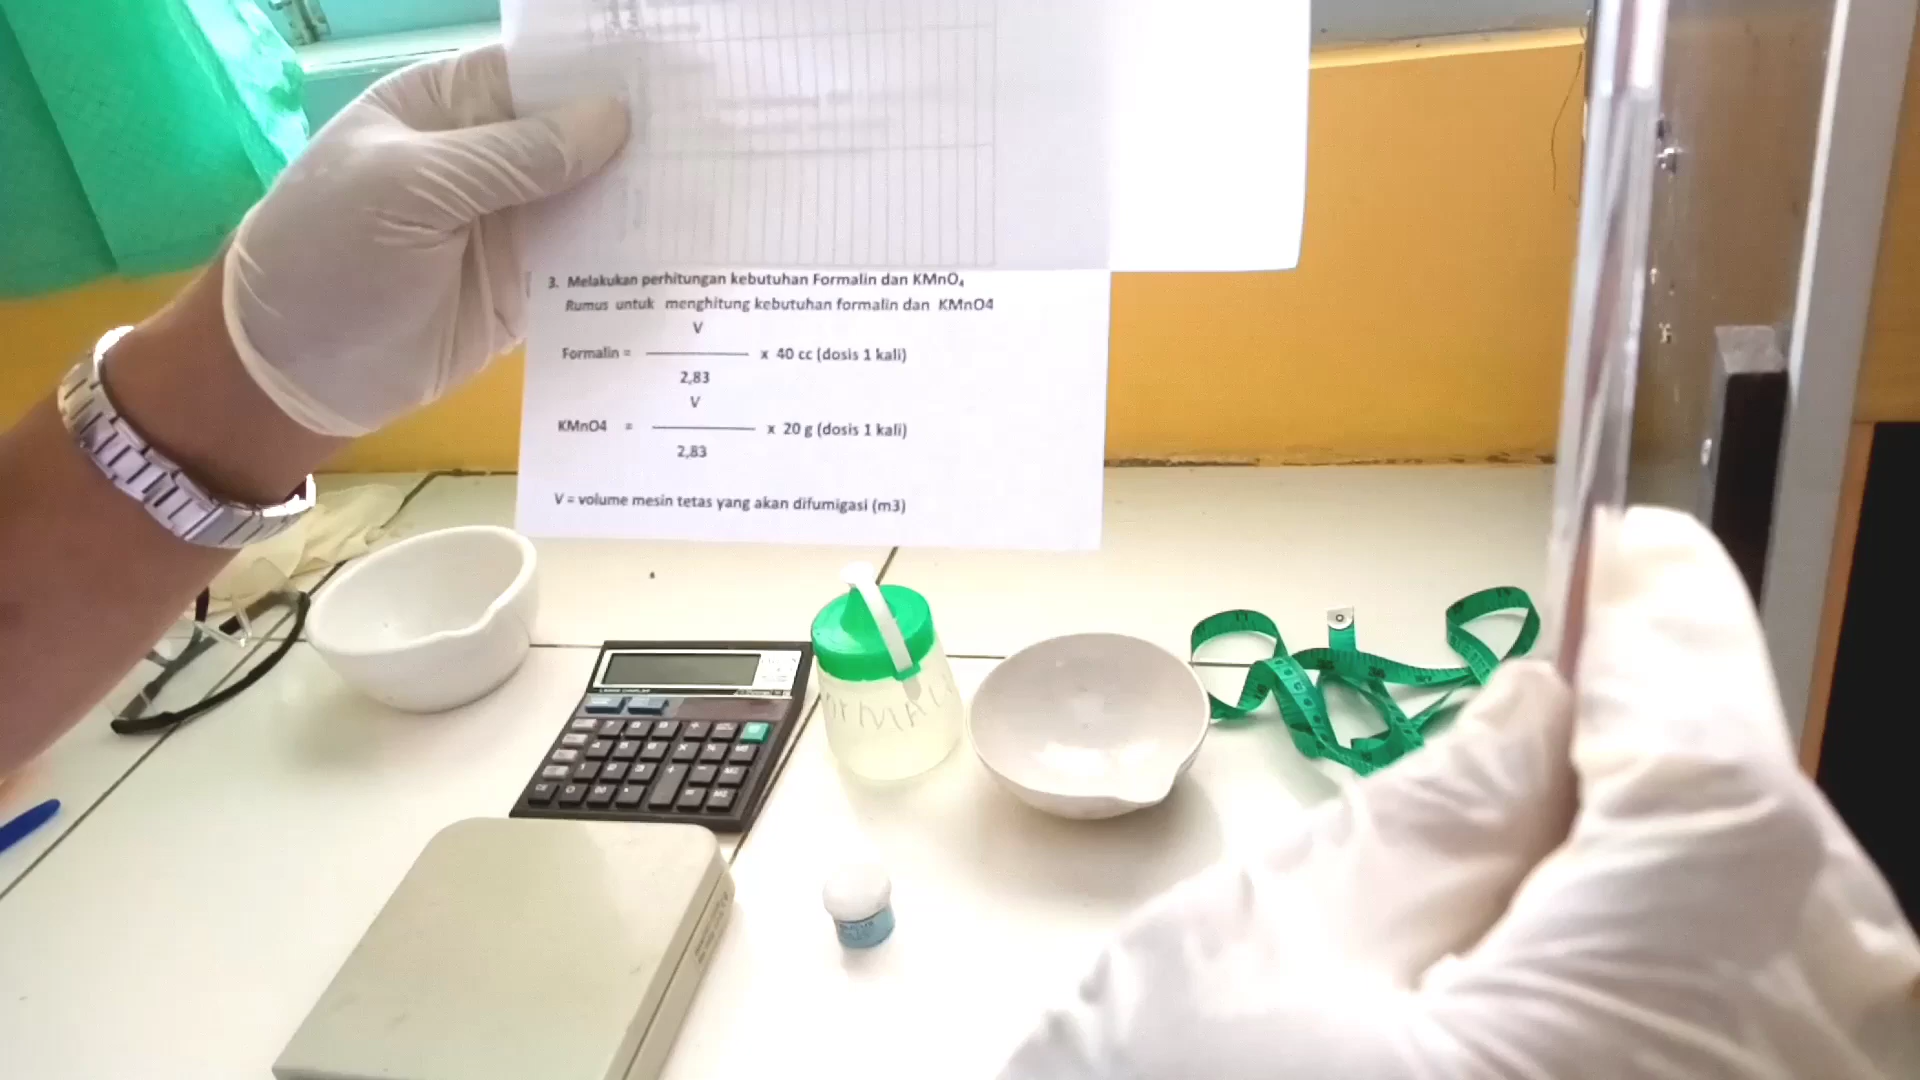 3. Melakukan perhitungan kebutuhan Formalin dan KMnO₄
Rumus untuk menghitung kebutuhan formalin dan KMnO4
V
Formalin = x 40 cc (dosis 1 kali)
2,83
V
KMnO4 = x 20 g (dosis 1 kali)
2,83
V = volume mesin tetas yang akan difumigasi (m3)